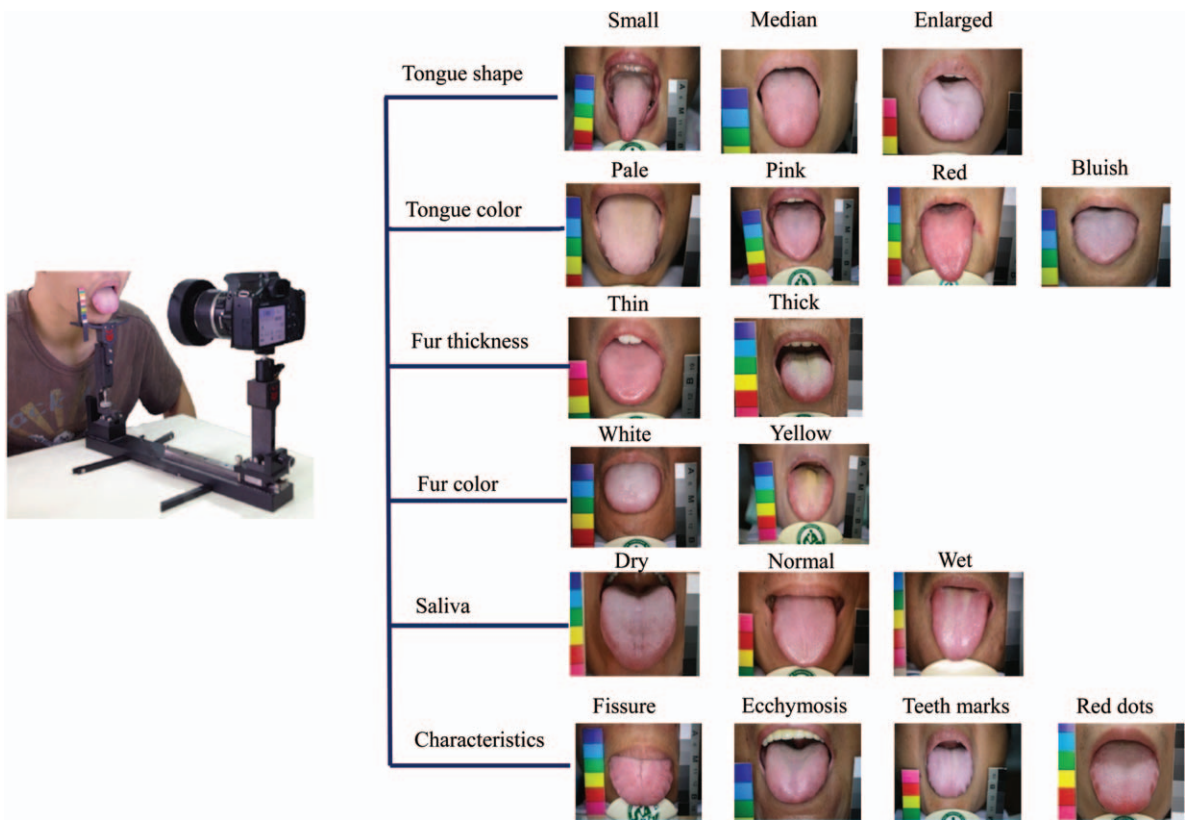 Small Median Enlarged
Tongue shape
Pale Pink Red Bluish
Tongue color
Thin Thick
Fur thickness
White Yellow
Fur color
Dry Normal Wet
Saliva
Fissure Ecchymosis Teeth marks Red dots
Characteristics